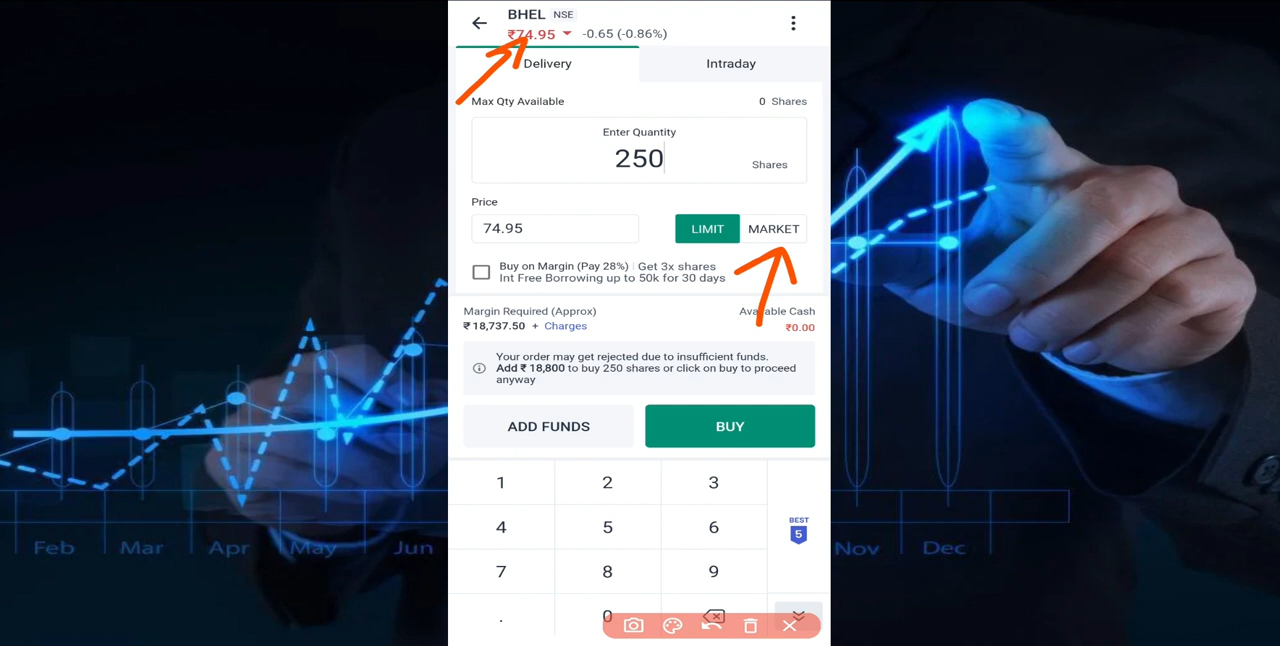 BHEL NSE
₹74.95 -0.65 (-0.86%)
Delivery Intraday
Max Qty Available 0 Shares
Enter Quantity
250
Shares
Price
74.95 LIMIT MARKET
Buy on Margin (Pay 28%) | Get 3x shares
Int Free Borrowing up to 50k for 30 days
Margin Required (Approx) Available Cash
₹18,737.50 + Charges ₹0.00
Your order may get rejected due to insufficient funds.
Add ₹ 18,800 to buy 250 shares or click on buy to proceed
anyway
ADD FUNDS BUY
1 2 3
4 5 6
BEST
5
7 8 9
. 0
Feb Mar Apr May Jun Nov Dec